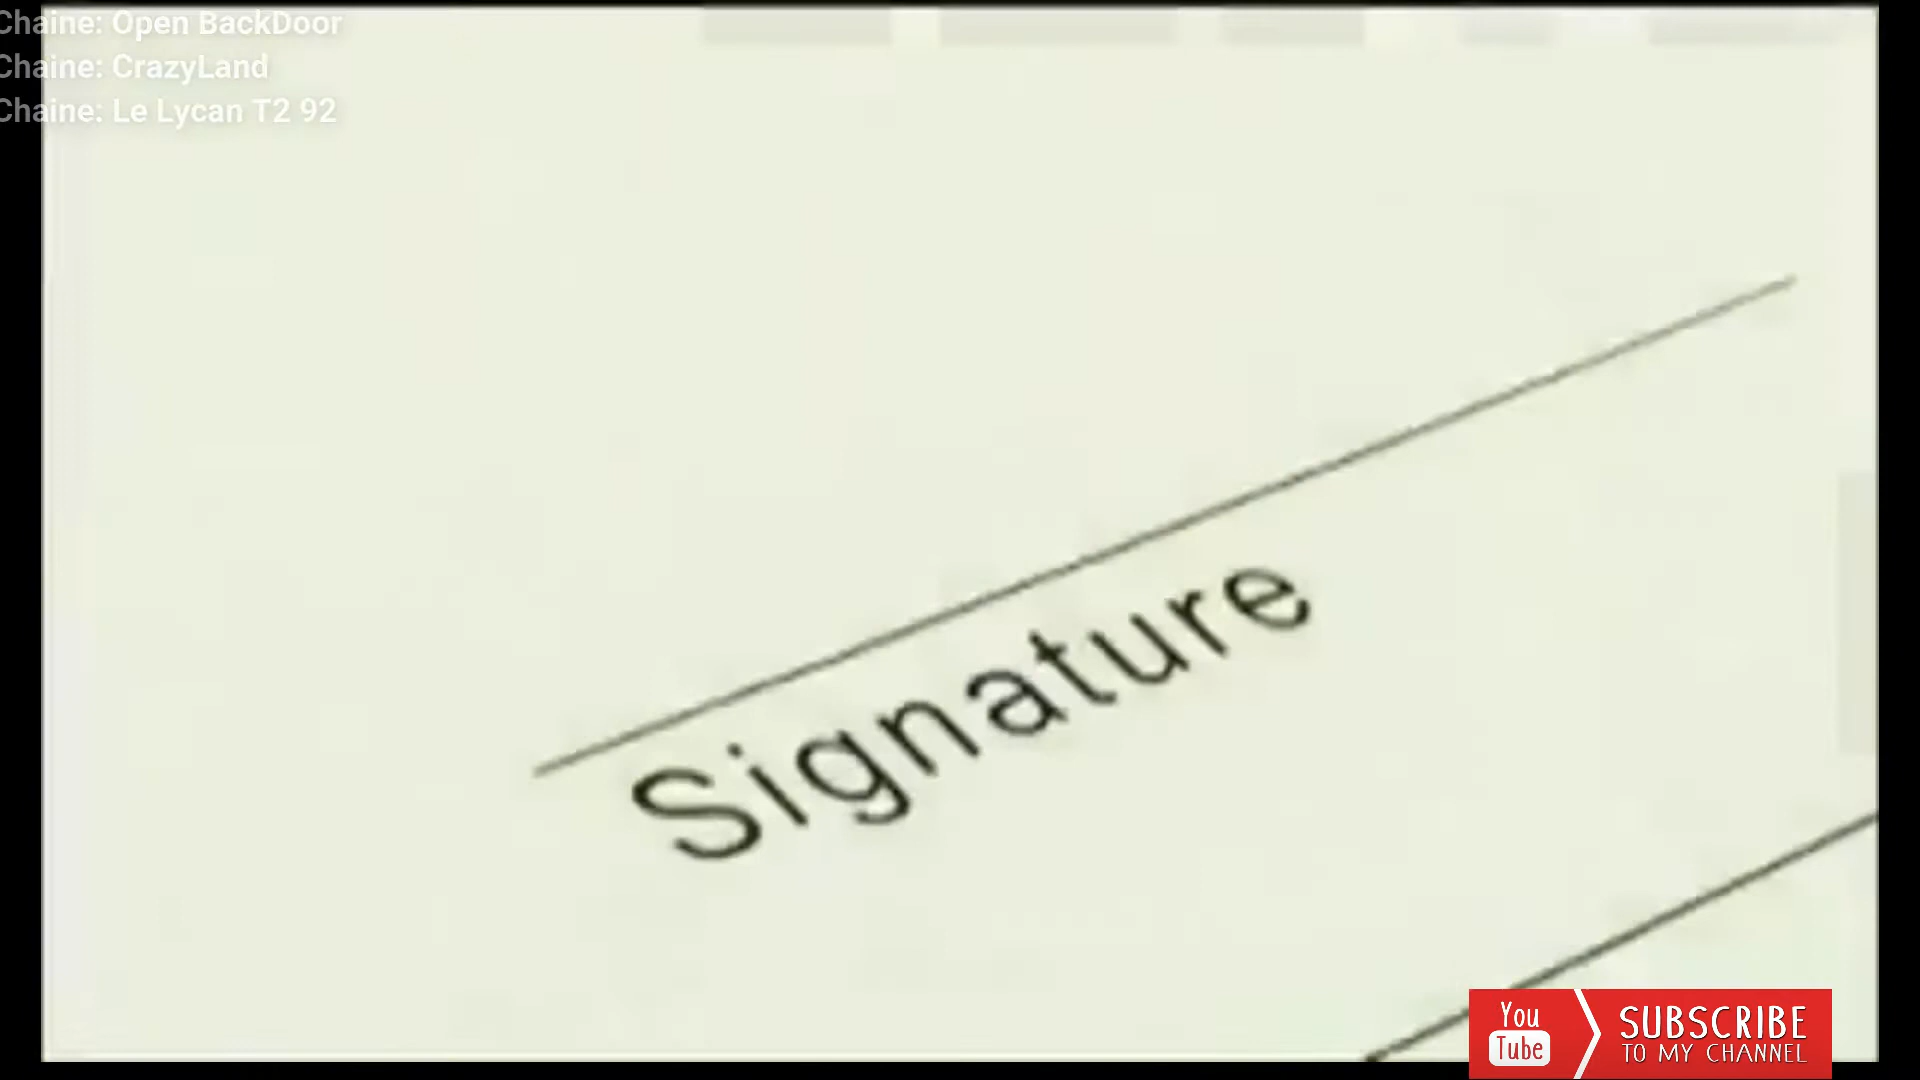 Chaine: Open BackDoor
Chaine: CrazyLand
Chaine: Le Lycan T2 92
Signature
You
Tube
SUBSCRIBE
TO MY CHANNEL